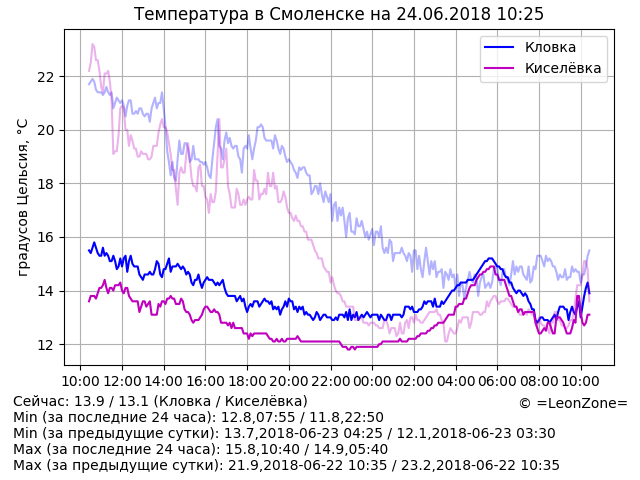 Температура в Смоленске на 24.06.2018 10:25
Кловка
Киселёвка
градусов Цельсия, °C
22
20
18
16
14
12
10:00 12:00 14:00 16:00 18:00 20:00 22:00 00:00 02:00 04:00 06:00 08:00 10:00
Сейчас: 13.9 / 13.1 (Кловка / Киселёвка)
© =LeonZone=
Min (за последние 24 часа): 12.8,07:55 / 11.8,22:50
Min (за предыдущие сутки): 13.7,2018-06-23 04:25 / 12.1,2018-06-23 03:30
Max (за последние 24 часа): 15.8,10:40 / 14.9,05:40
Max (за предыдущие сутки): 21.9,2018-06-22 10:35 / 23.2,2018-06-22 10:35